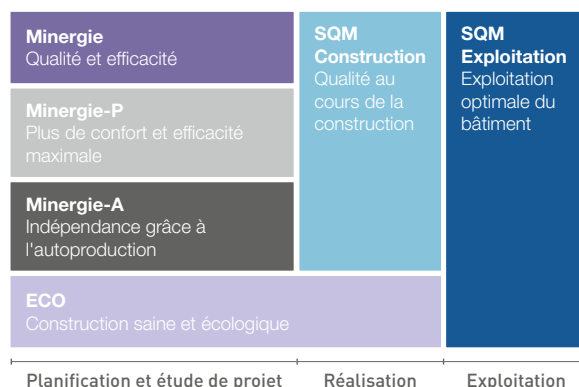 Minergie
Qualité et efficacité
Minergie-P
Plus de confort et efficacité
maximale
Minergie-A
Indépendance grâce à
l'autoproduction
ECO
Construction saine et écologique
SQM
Construction
Qualité au
cours de la
construction
SQM
Exploitation
Exploitation
optimale du
bâtiment
Planification et étude de projet
Réalisation
Exploitation